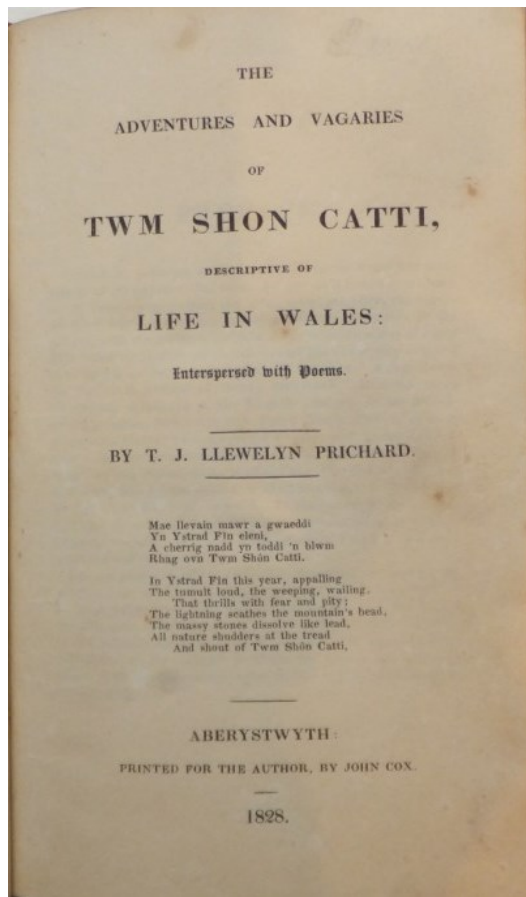 THE
ADVENTURES AND VAGARIES
OF
TWM SHON CATTI,
DESCRIPTIVE OF
LIFE IN WALES:
Interspersed with Poems.
BY T. J. LLEWELYN PRICHARD.
Mae llevain mawr a gwaeddi
Yn Ystrad Fîn eleni,
A cherrig nadd yn toddi 'n blwm
Rhag ovn Twm Shôn Catti.
In Ystrad Fîn this year, appalling
The tumult loud, the weeping, wailing,
That thrills with fear and pity;
The lightning scathes the mountain's head,
The massy stones dissolve like lead,
All nature shudders at the tread
And shout of Twm Shôn Catti,
ABERYSTWYTH:
PRINTED FOR THE AUTHOR, BY JOHN COX.
1828.